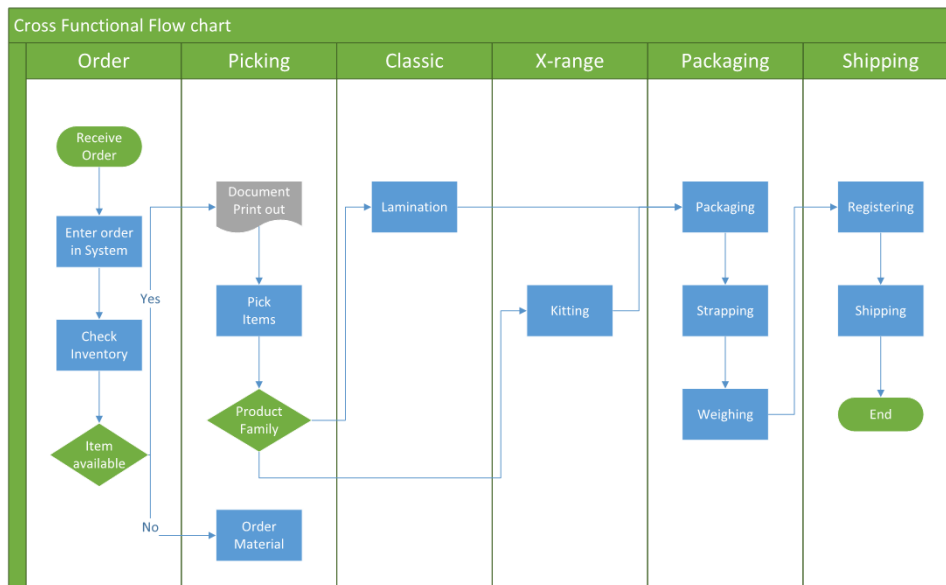 Cross Functional Flow chart
Order
Picking
Classic
X-range
Packaging
Shipping
Receive
Order
Enter order
in System
Check
Inventory
Item
available
Yes
No
Document
Print out
Pick
Items
Product
Family
Order
Material
Lamination
Kitting
Packaging
Strapping
Weighing
Registering
Shipping
End